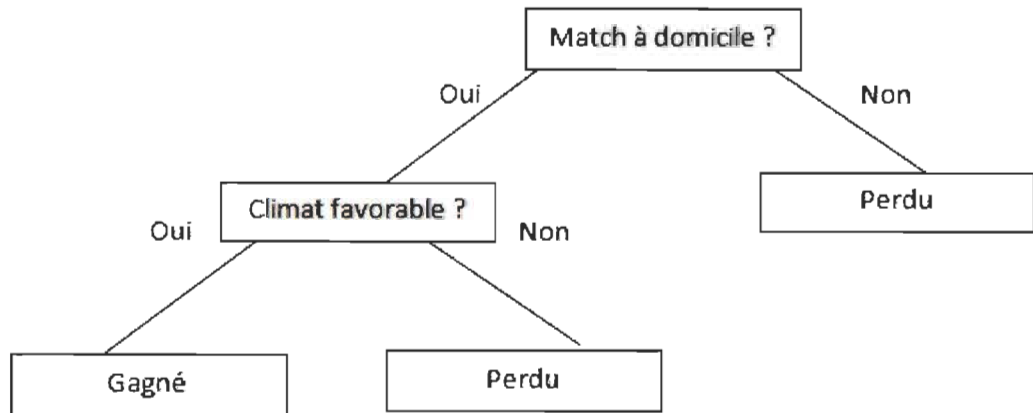 Match à domicile ?
Oui
Non
Climat favorable ?
Perdu
Oui
Non
Gagné
Perdu